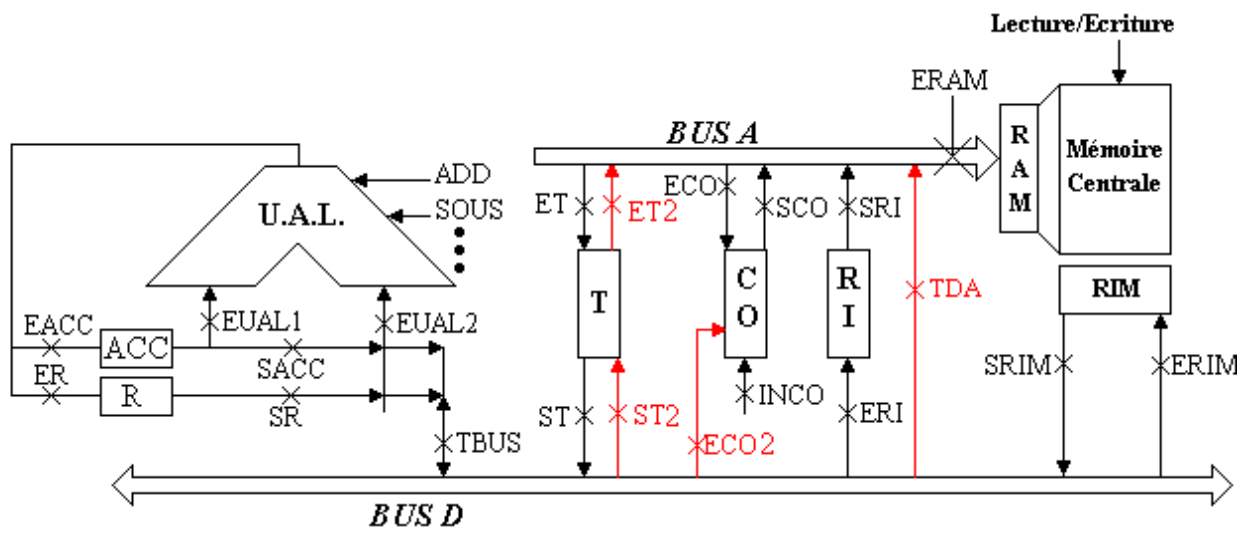 Lecture/Ecriture
ERAM
BUS A
R
A
M
Mémoire
Centrale
ADD
SOUS
U.A.L.
ET
ET2
ECO
SCO
SRI
T
C
O
R
I
TDA
RIM
EACC
EUAL1
EUAL2
ACC
SACC
ER
R
SR
TBUS
ST
ST2
ECO2
INCO
ERI
SRIM
ERIM
BUS D